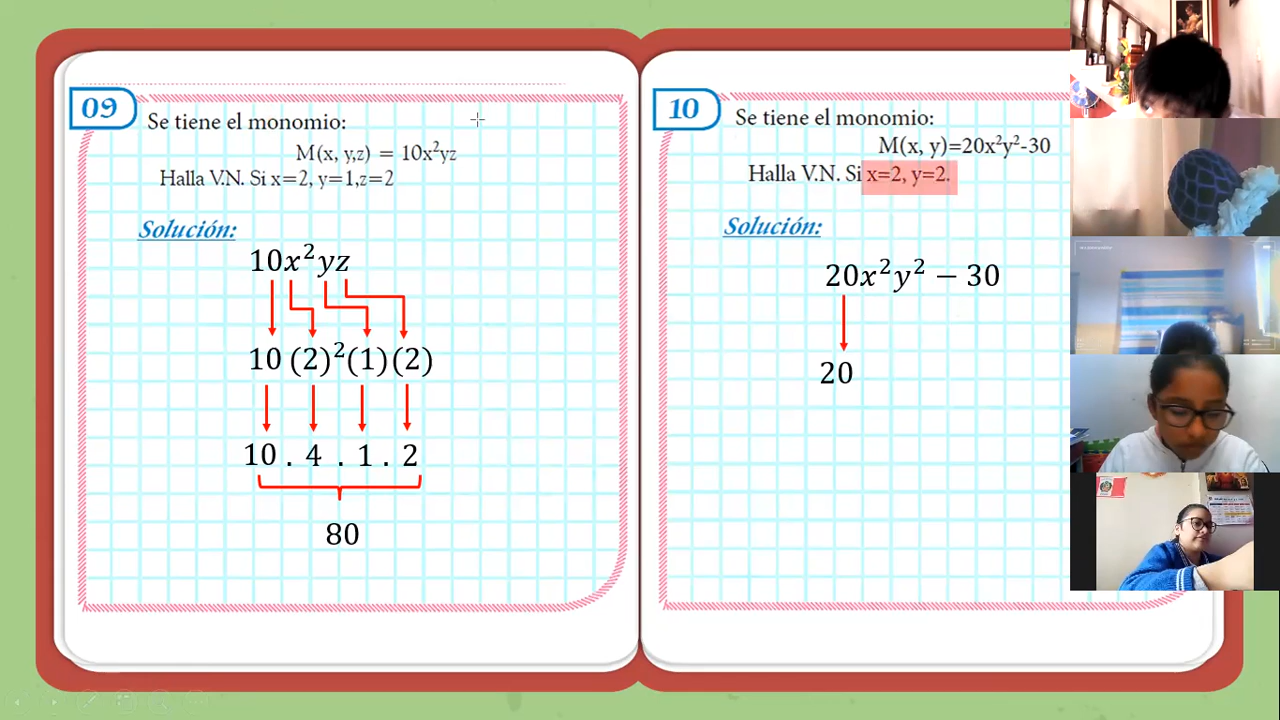 09
Se tiene el monomio:
M(x, y,z) = 10x²yz
Halla V.N. Si x=2, y=1,z=2
Solución:
10x²yz
10 (2)²(1)(2)
10 . 4 . 1 . 2
80
10
Se tiene el monomio:
M(x, y)=20x²y²-30
Halla V.N. Si x=2, y=2.
Solución:
20x²y² − 30
20